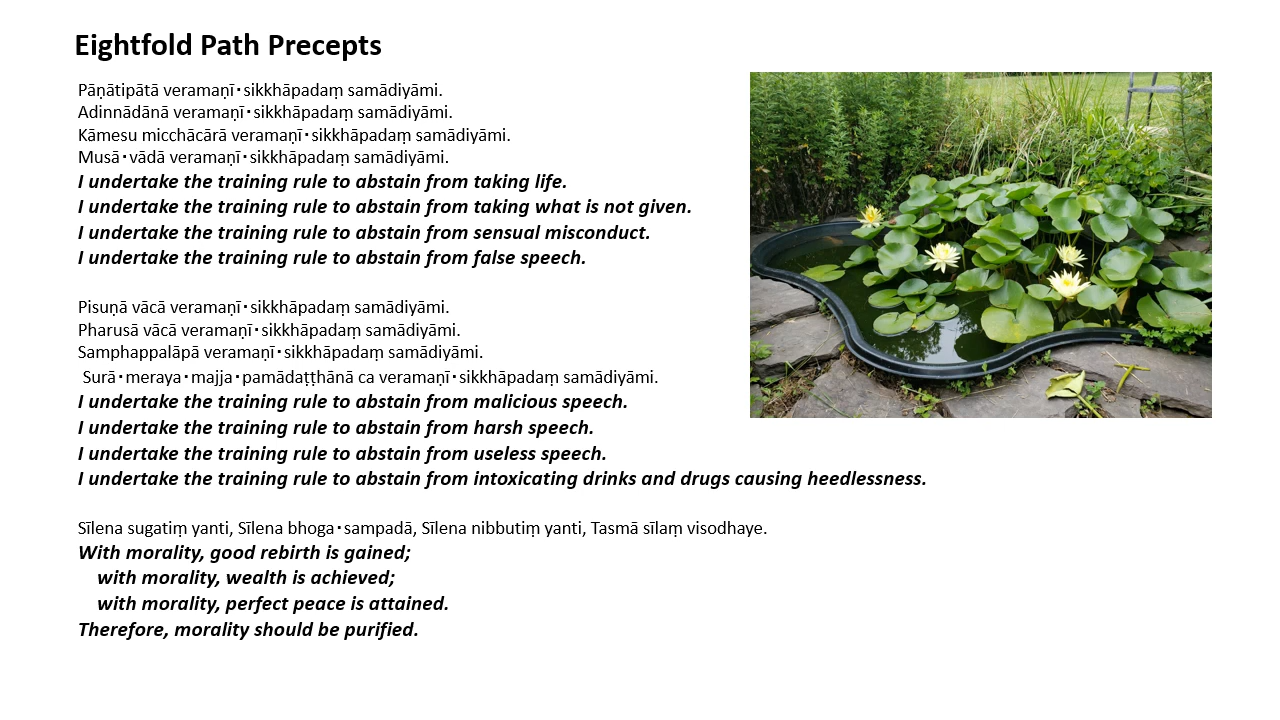 Eightfold Path Precepts
Pāṇātipātā veramaṇī·sikkhāpadaṃ samādiyāmi.
Adinnādānā veramaṇī·sikkhāpadaṃ samādiyāmi.
Kāmesu micchācārā veramaṇī·sikkhāpadaṃ samādiyāmi.
Musā·vādā veramaṇī·sikkhāpadaṃ samādiyāmi.
I undertake the training rule to abstain from taking life.
I undertake the training rule to abstain from taking what is not given.
I undertake the training rule to abstain from sensual misconduct.
I undertake the training rule to abstain from false speech.
Pisuṇā vācā veramaṇī·sikkhāpadaṃ samādiyāmi.
Pharusā vācā veramaṇī·sikkhāpadaṃ samādiyāmi.
Samphappalāpā veramaṇī·sikkhāpadaṃ samādiyāmi.
Surā·meraya·majja·pamādaṭṭhānā ca veramaṇī·sikkhāpadaṃ samādiyāmi.
I undertake the training rule to abstain from malicious speech.
I undertake the training rule to abstain from harsh speech.
I undertake the training rule to abstain from useless speech.
I undertake the training rule to abstain from intoxicating drinks and drugs causing heedlessness.
Sīlena sugatiṃ yanti, Sīlena bhoga·sampadā, Sīlena nibbutiṃ yanti, Tasmā sīlaṃ visodhaye.
With morality, good rebirth is gained;
with morality, wealth is achieved;
with morality, perfect peace is attained.
Therefore, morality should be purified.